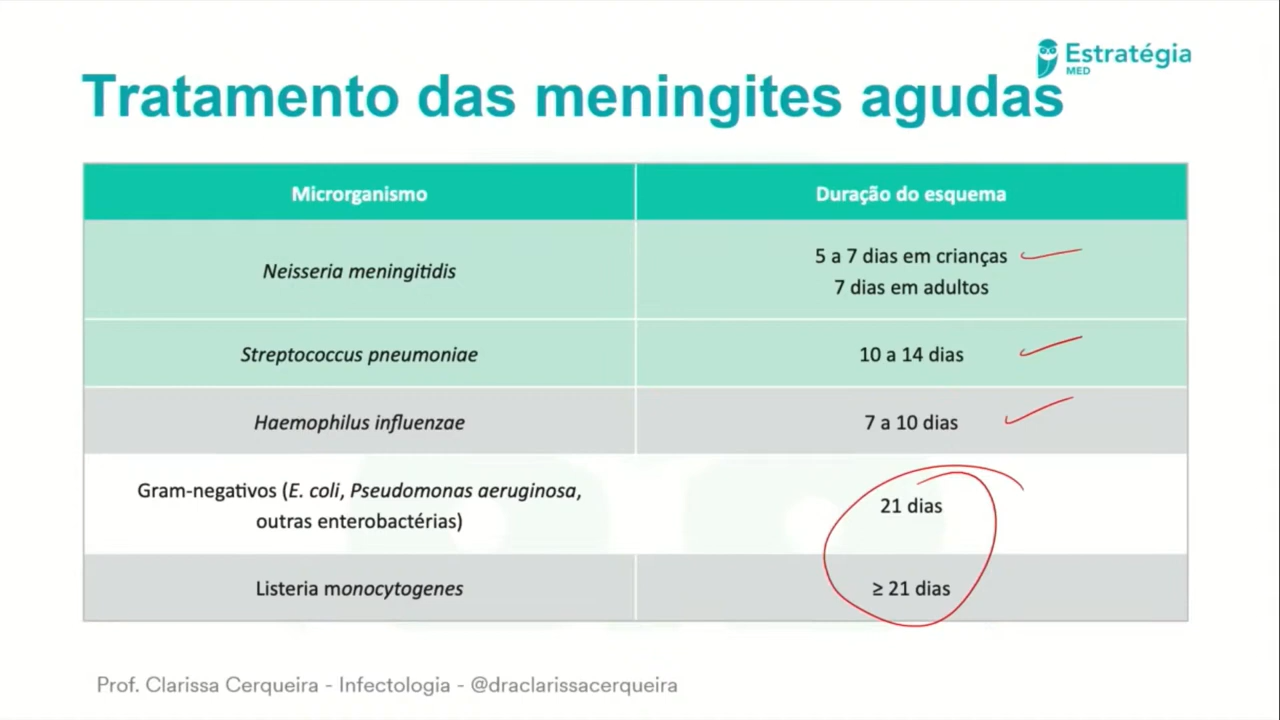 Estratégia
MED
Tratamento das meningites agudas
Microrganismo
Duração do esquema
Neisseria meningitidis
5 a 7 dias em crianças
7 dias em adultos
Streptococcus pneumoniae
10 a 14 dias
Haemophilus influenzae
7 a 10 dias
Gram-negativos (E. coli, Pseudomonas aeruginosa,
outras enterobactérias)
21 dias
Listeria monocytogenes
≥ 21 dias
Prof. Clarissa Cerqueira - Infectologia - @draclarissacerqueira